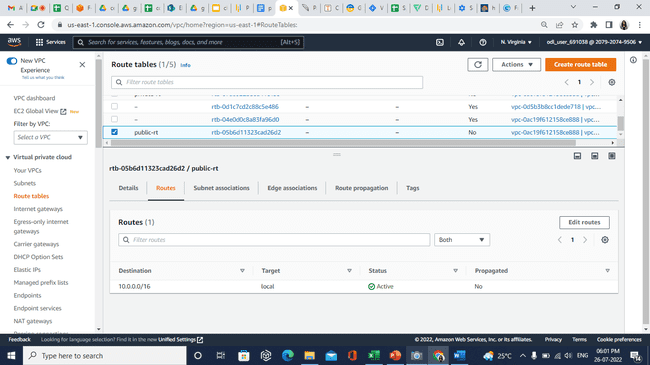 us-east-1.console.aws.amazon.com/vpc/home?region=us-east-1#RouteTables:
aws
Services
Search for services, features, blogs, docs, and more
[Alt+S]
N. Virginia
odl_user_691038 @ 2079-2074-9506
New VPC
Experience
Tell us what you think
VPC dashboard
EC2 Global View
New
Filter by VPC:
Select a VPC
Virtual private cloud
Your VPCs
Subnets
Route tables
Internet gateways
Egress-only internet
gateways
Carrier gateways
DHCP Option Sets
Elastic IPs
Managed prefix lists
Endpoints
Endpoint services
NAT gateways
Route tables (1/5)
Info
Actions
Create route table
Filter route tables
1
– rtb-0d1c7cd2c88c5e486 – – Yes vpc-0d5b3b8c1dede718 | vpc...
– rtb-04e0d0c8a83fa96d0 – – Yes vpc-0ac19f612158ce888 | vpc...
public-rt rtb-05b6d11323cad26d2 – – No vpc-0ac19f612158ce888 | vpc...
rtb-05b6d11323cad26d2 / public-rt
Details
Routes
Subnet associations
Edge associations
Route propagation
Tags
Routes (1)
Edit routes
Filter routes
Both
1
Destination Target Status Propagated
10.0.0.0/16 local Active No
Feedback
Looking for language selection? Find it in the new Unified Settings
© 2022, Amazon Web Services, Inc. or its affiliates.
Privacy
Terms
Cookie preferences
Type here to search
25°C
ENG
06:01 PM
26-07-2022